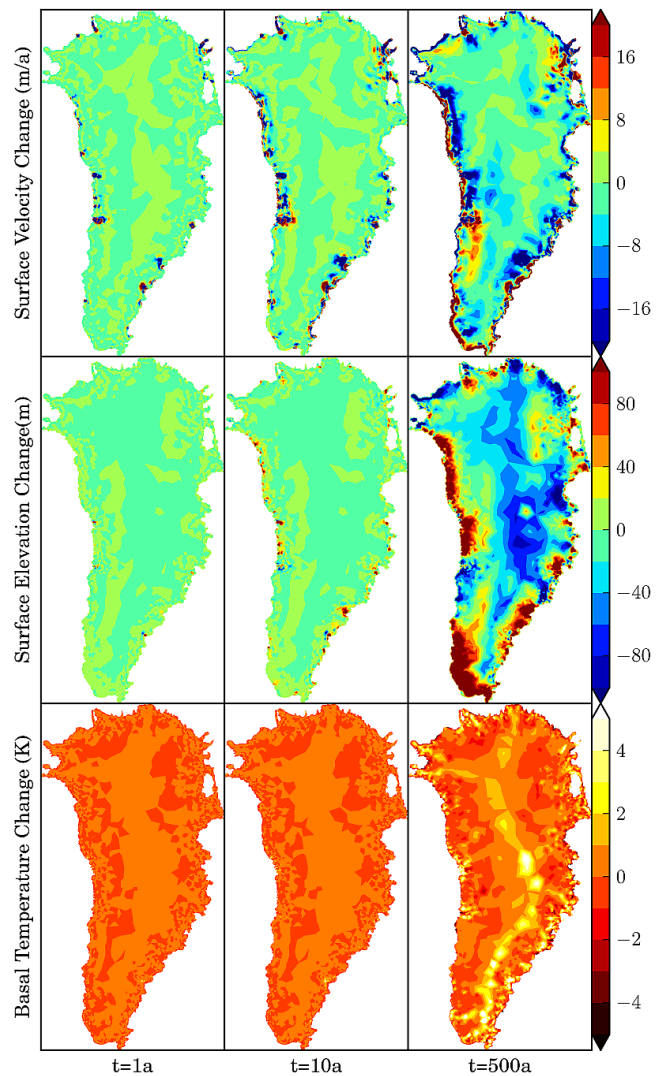 Surface Velocity Change (m/a)
16
8
0
−8
−16
Surface Elevation Change(m)
80
40
0
−40
−80
Basal Temperature Change (K)
4
2
0
−2
−4
t=1a
t=10a
t=500a